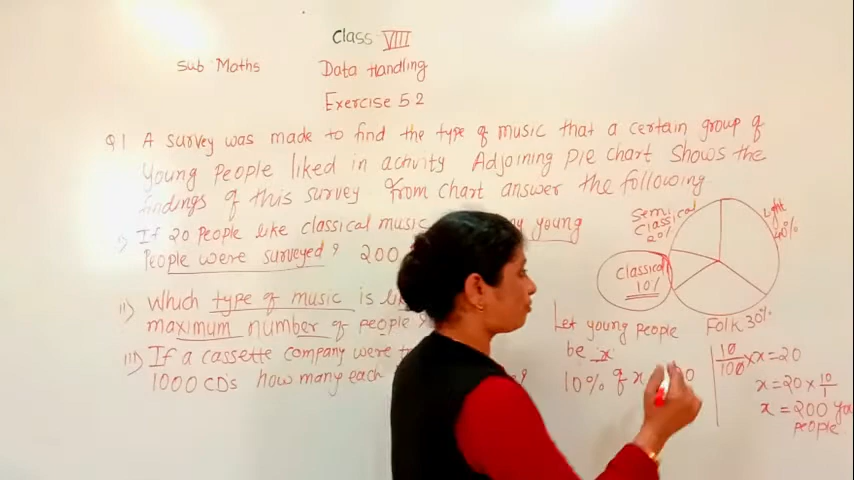 Class VIII
Sub Maths
Data Handling
Exercise 5 2
Q1 A survey was made to find the type of music that a certain group of
young People liked in activity Adjoining Pie chart shows the
findings of this survey From chart answer the following
i) If 20 People like classical music young
People were surveyed? 200
ii) Which type of music is
maximum number of people
iii) If a cassette company were
1000 CD's how many each
Semi
Classical
20%
Light
40%
Classical
10%
Folk 30%
Let young people
be x
10% of x
10/100 × x = 20
x = 20 × 10/1
x = 200
people